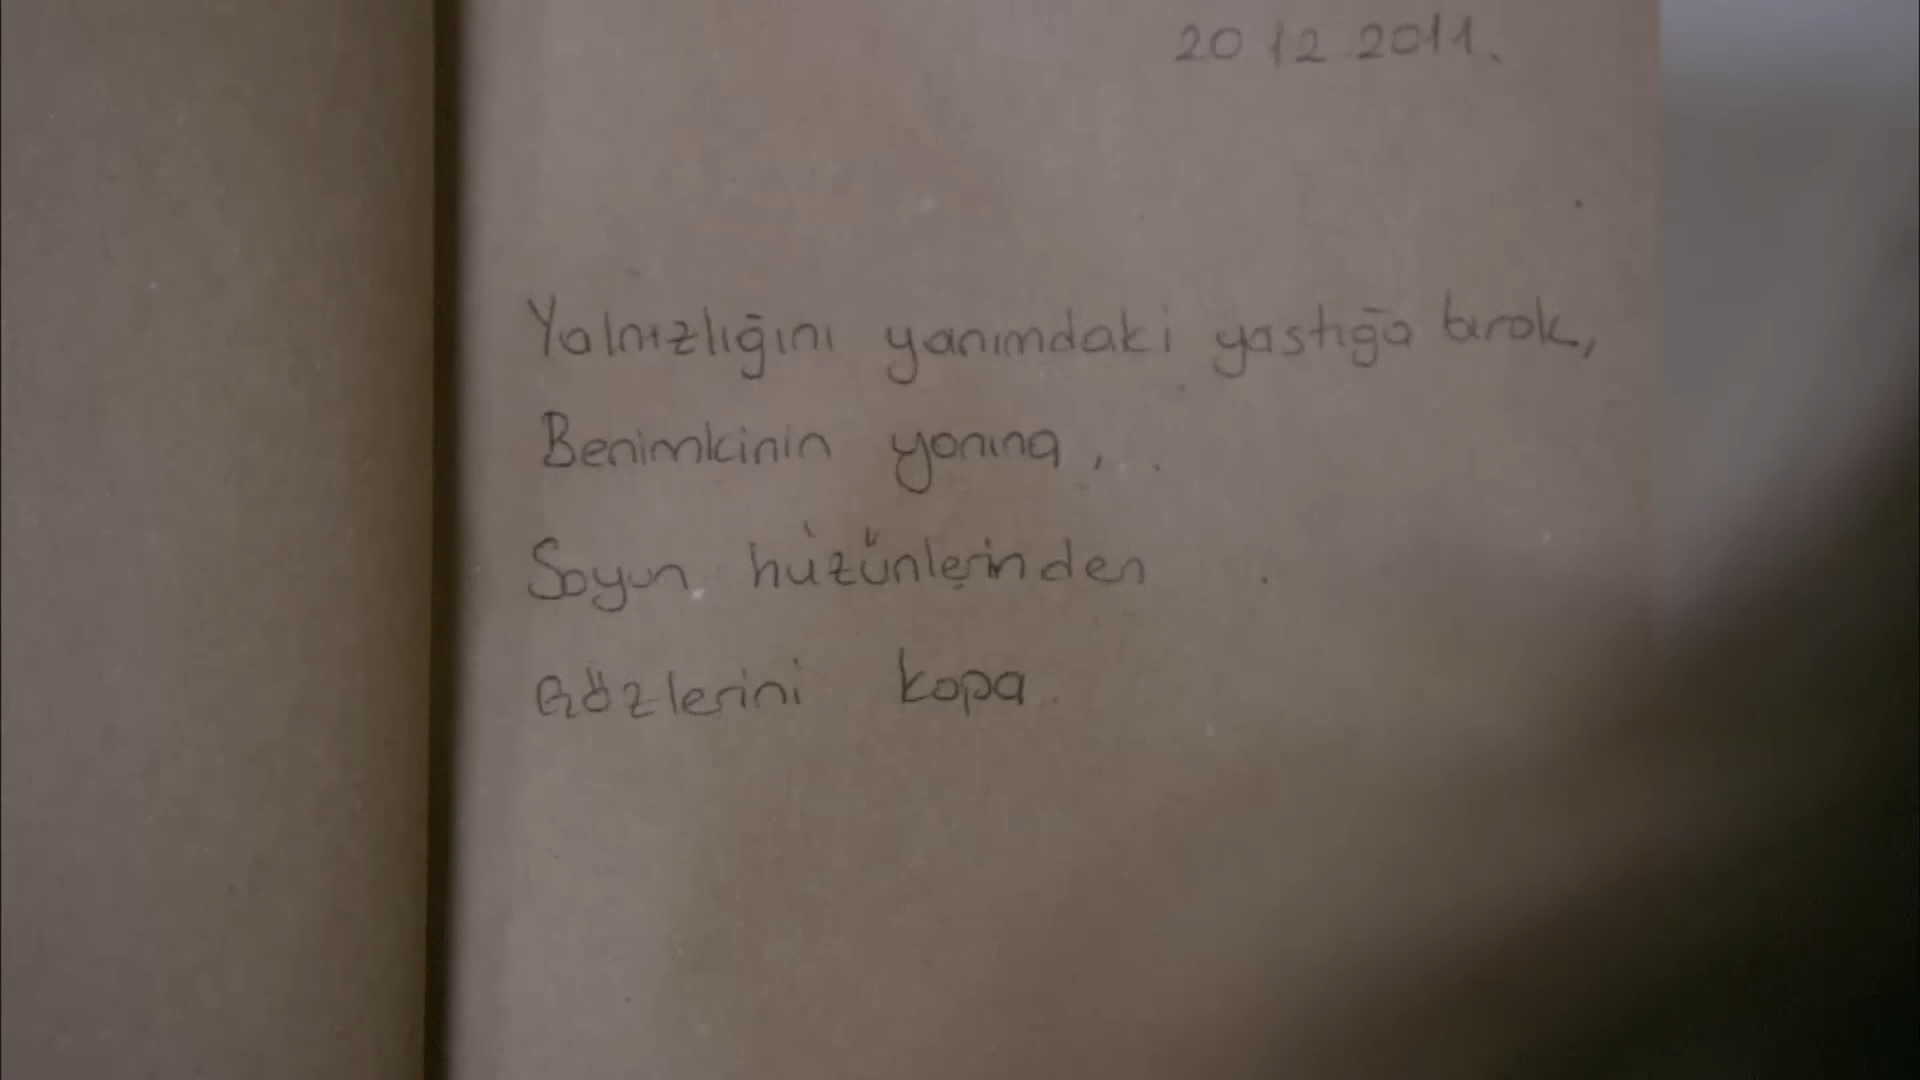 20 12 2011.
Yalnızlığını yanımdaki yastığa bırak,
Benimkinin yanına,..
Soyun hüzünlerinden
Gözlerini kapa.